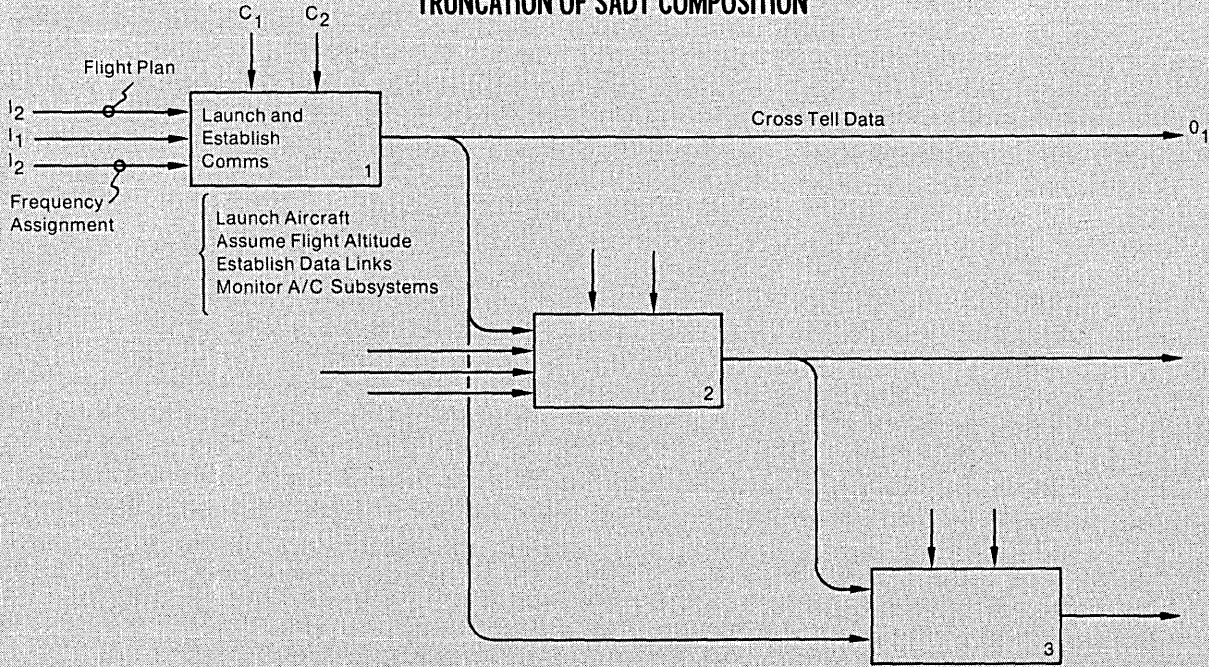 TRUNCATION OF SADT COMPOSITION
C1 C2
Flight Plan
I2
I1
I2
Launch and
Establish
Comms
1
Cross Tell Data
O1
Frequency
Assignment
Launch Aircraft
Assume Flight Altitude
Establish Data Links
Monitor A/C Subsystems
2
3